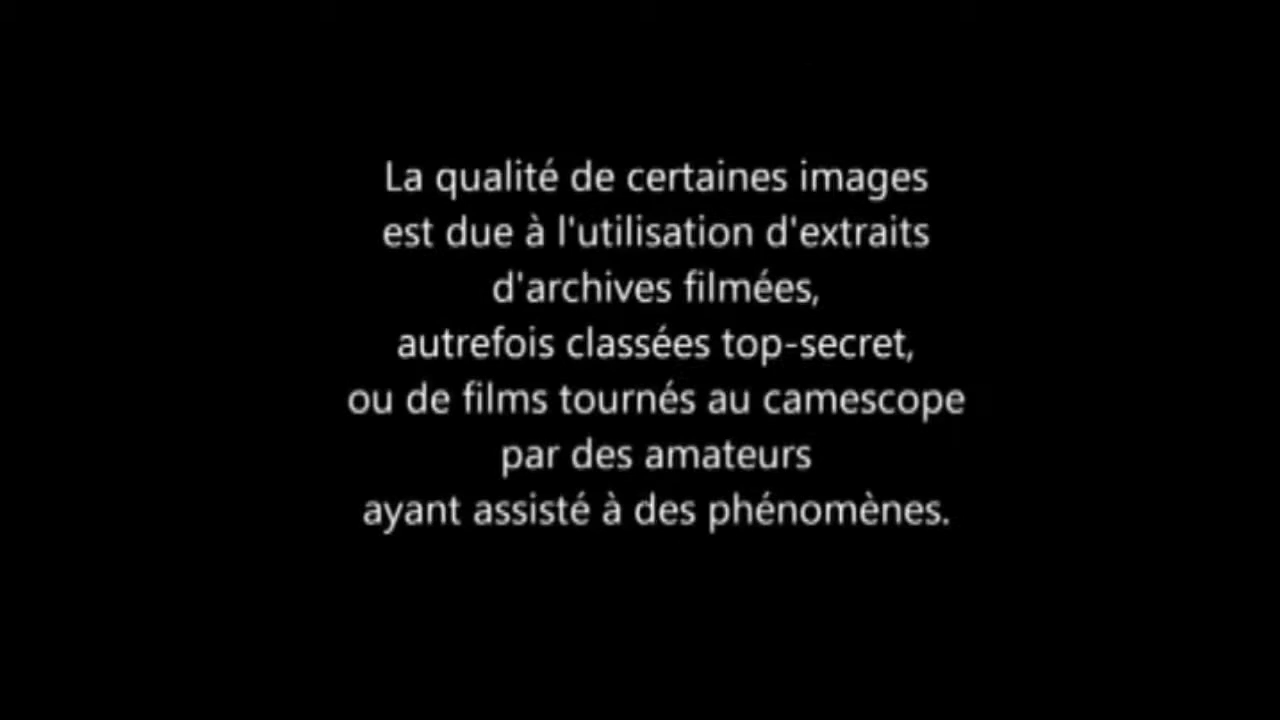 La qualité de certaines images
est due à l'utilisation d'extraits
d'archives filmées,
autrefois classées top-secret,
ou de films tournés au camescope
par des amateurs
ayant assisté à des phénomènes.